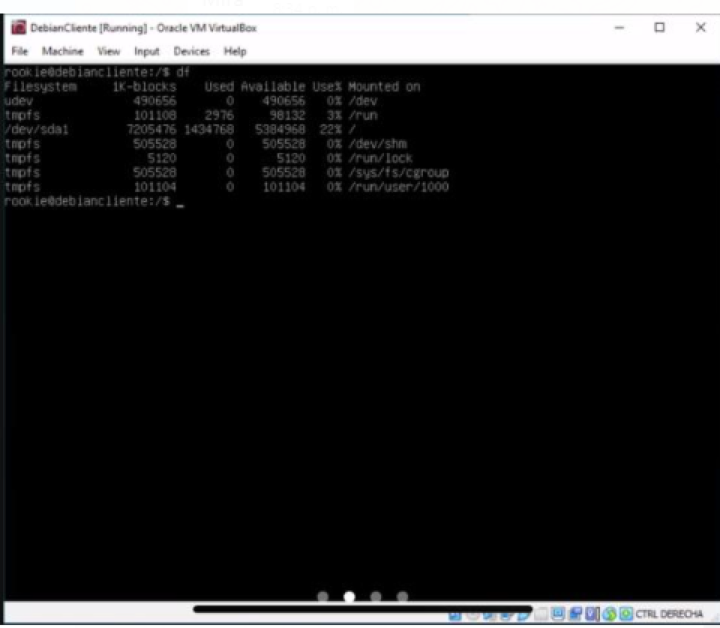 DebianCliente [Running] - Oracle VM VirtualBox
File Machine View Input Devices Help
rookie@debiancliente:/$ df
Filesystem 1K-blocks Used Available Use% Mounted on
udev 490656 0 490656 0% /dev
tmpfs 101108 2976 98132 3% /run
/dev/sda1 7205476 1434768 5384968 22% /
tmpfs 505528 0 505528 0% /dev/shm
tmpfs 5120 0 5120 0% /run/lock
tmpfs 505528 0 505528 0% /sys/fs/cgroup
tmpfs 101104 0 101104 0% /run/user/1000
rookie@debiancliente:/$ _
CTRL DERECHA